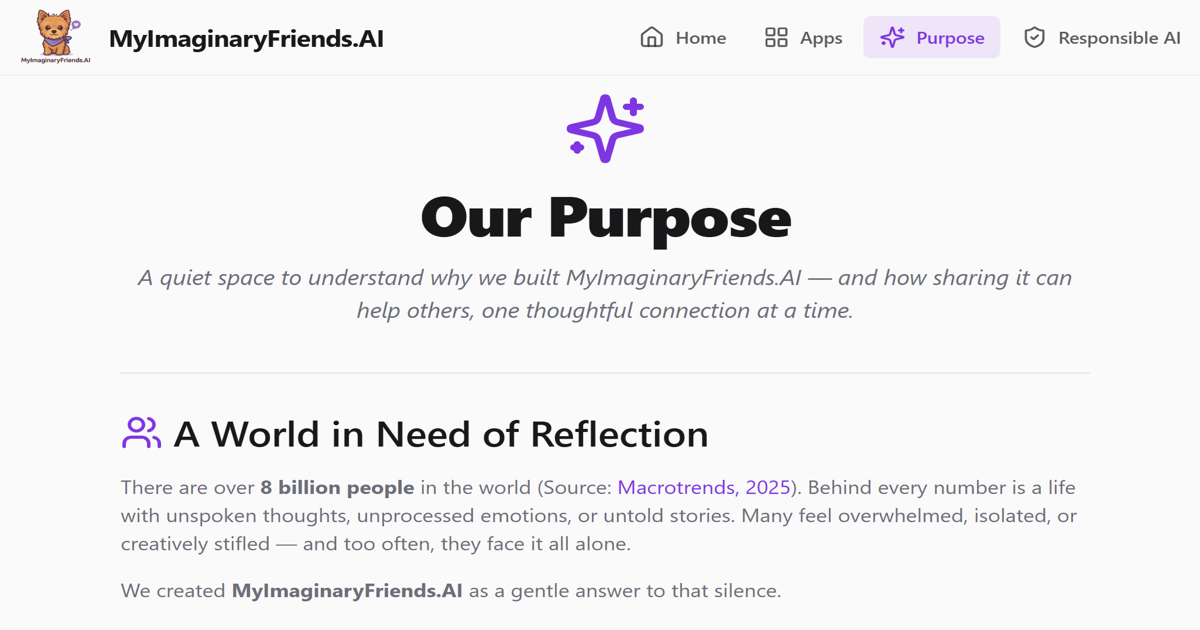 MyImaginaryFriends.AI
MyImaginaryFriends.AI
Home
Apps
Purpose
Responsible AI
Our Purpose
A quiet space to understand why we built MyImaginaryFriends.AI — and how sharing it can
help others, one thoughtful connection at a time.
A World in Need of Reflection
There are over 8 billion people in the world (Source: Macrotrends, 2025). Behind every number is a life
with unspoken thoughts, unprocessed emotions, or untold stories. Many feel overwhelmed, isolated, or
creatively stifled — and too often, they face it all alone.
We created MyImaginaryFriends.AI as a gentle answer to that silence.